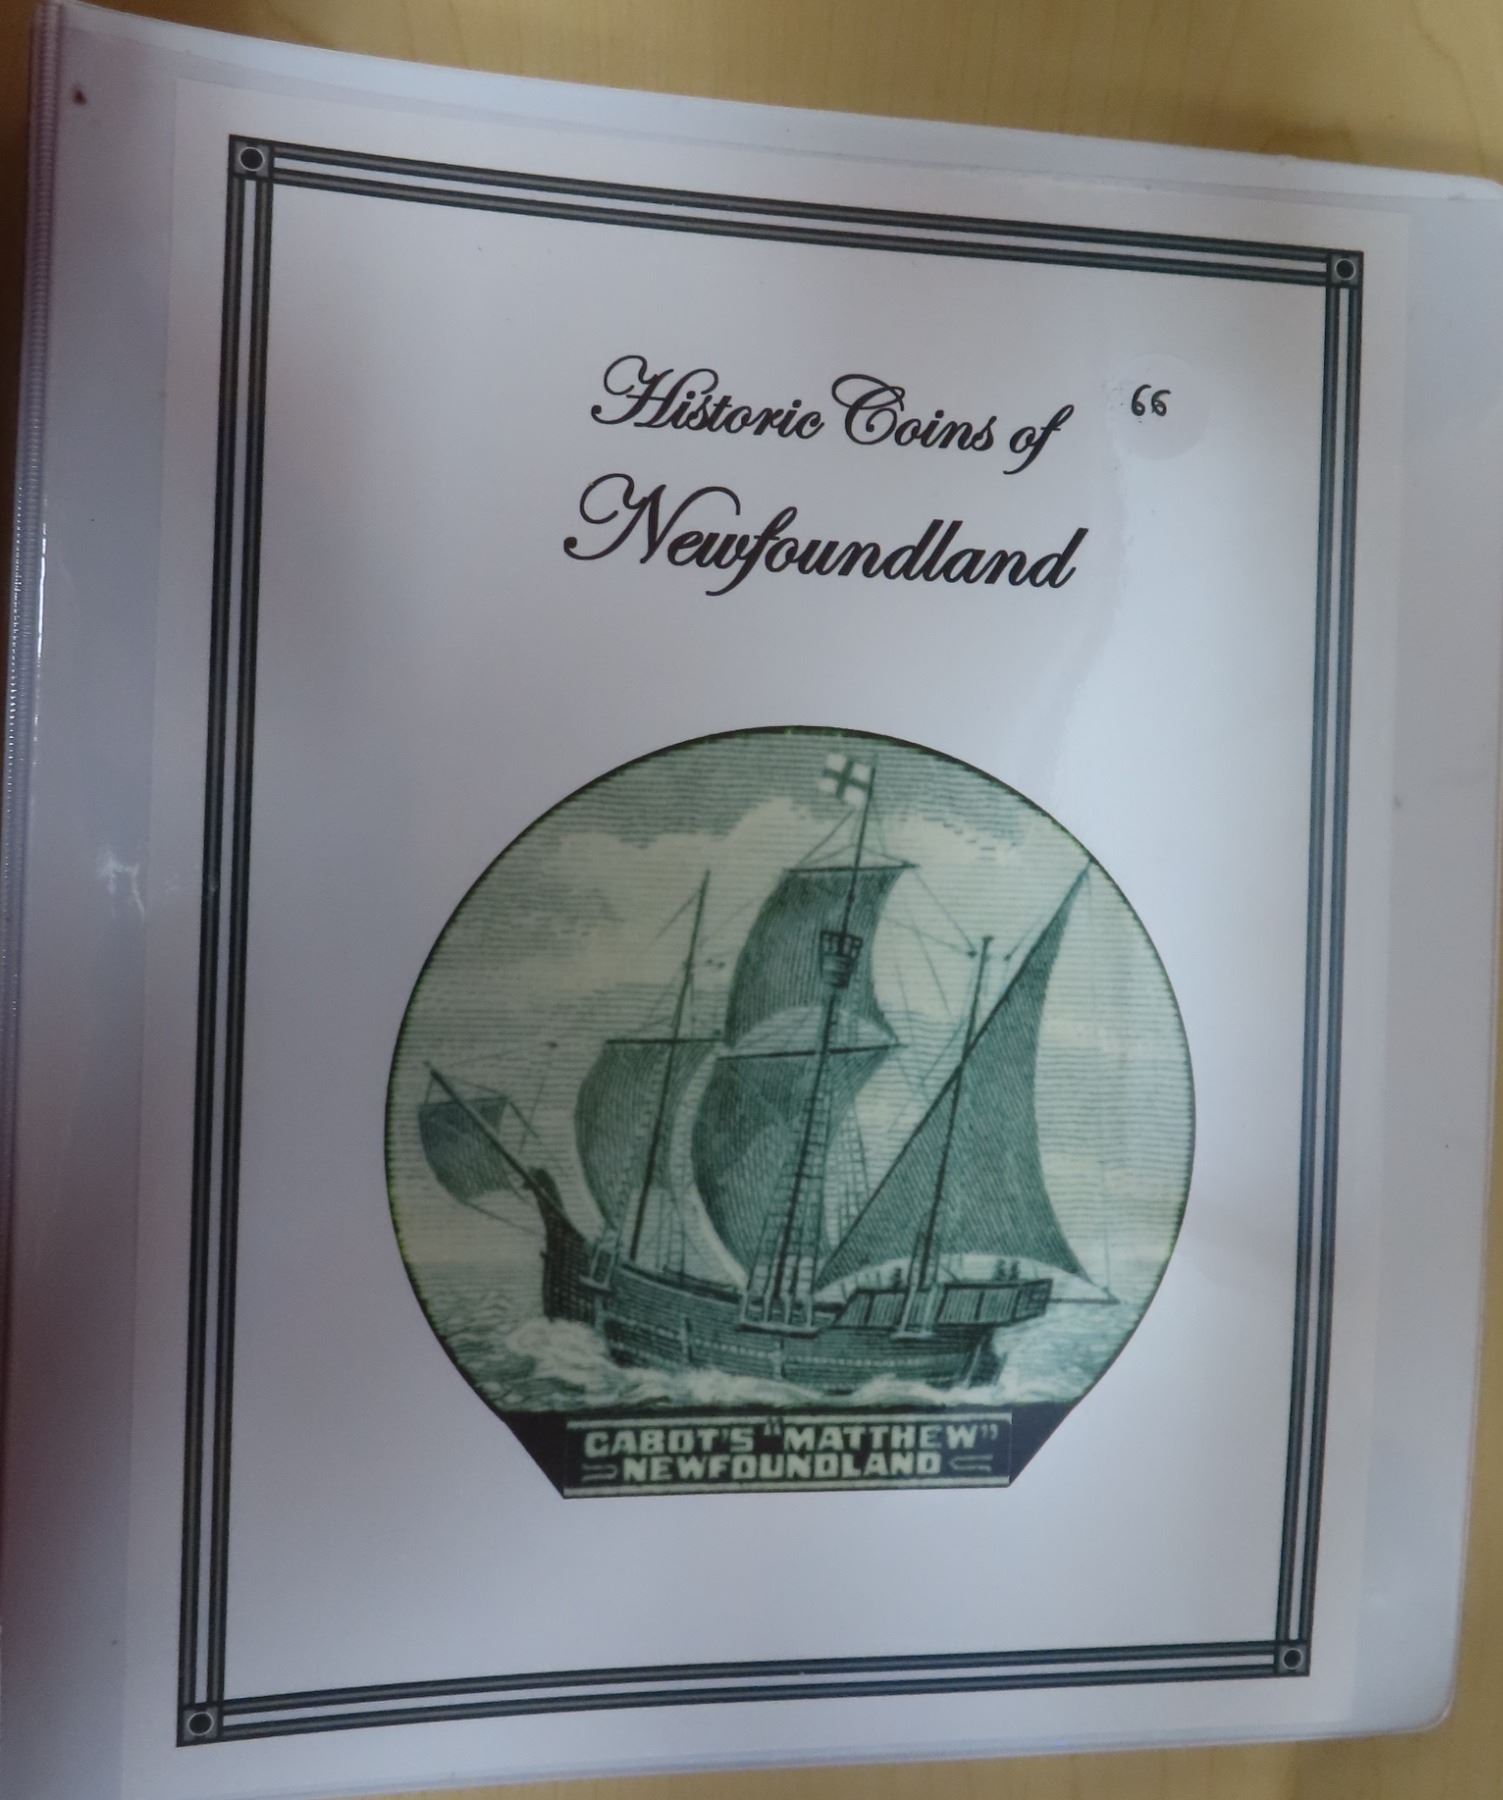 Historic Coins of
66
Newfoundland
CABOT'S "MATTHEW"
NEWFOUNDLAND